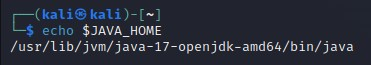 ┌──(kali㉿kali)-[~]
└─$ echo $JAVA_HOME
/usr/lib/jvm/java-17-openjdk-amd64/bin/java